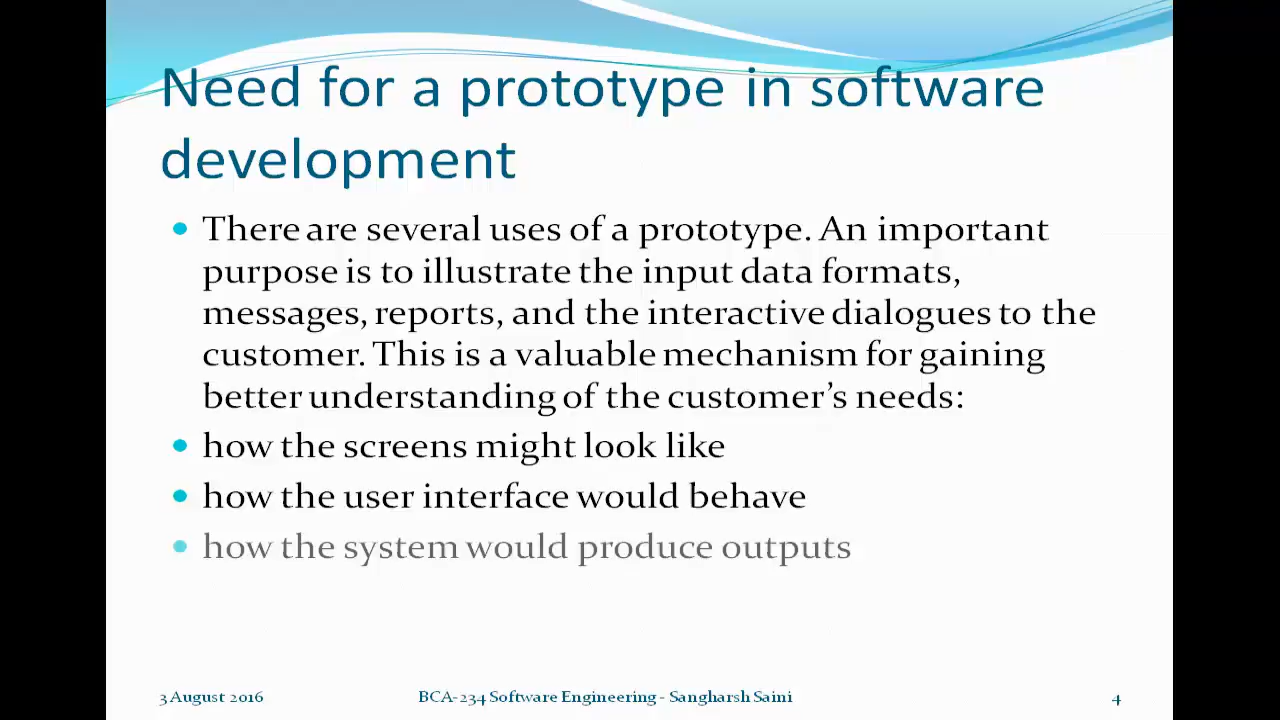 Need for a prototype in software
development
• There are several uses of a prototype. An important
purpose is to illustrate the input data formats,
messages, reports, and the interactive dialogues to the
customer. This is a valuable mechanism for gaining
better understanding of the customer’s needs:
• how the screens might look like
• how the user interface would behave
• how the system would produce outputs
3 August 2016 BCA-234 Software Engineering - Sangharsh Saini 4